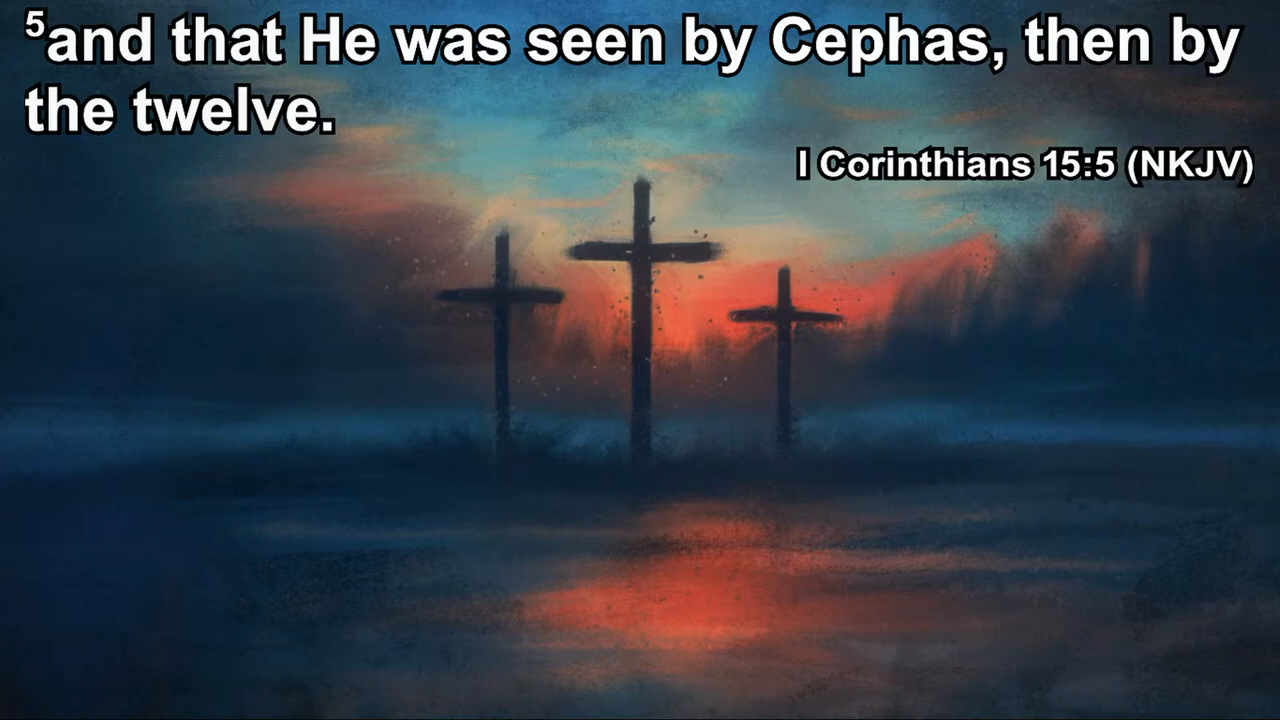 ⁵and that He was seen by Cephas, then by
the twelve.
I Corinthians 15:5 (NKJV)